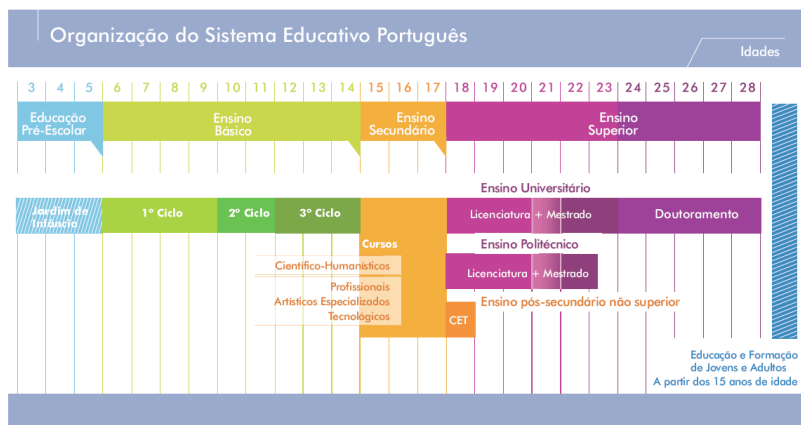 Organização do Sistema Educativo Português
Idades
3 4 5 6 7 8 9 10 11 12 13 14 15 16 17 18 19 20 21 22 23 24 25 26 27 28
Educação
Pré-Escolar
Ensino
Básico
Ensino
Secundário
Ensino
Superior
Ensino Universitário
Jardim de
Infância
1º Ciclo
2º Ciclo
3º Ciclo
Licenciatura + Mestrado
Doutoramento
Cursos
Científico-Humanísticos
Profissionais
Artísticos Especializados
Tecnológicos
Ensino Politécnico
Licenciatura + Mestrado
Ensino pós-secundário não superior
CET
Educação e Formação
de Jovens e Adultos
A partir dos 15 anos de idade